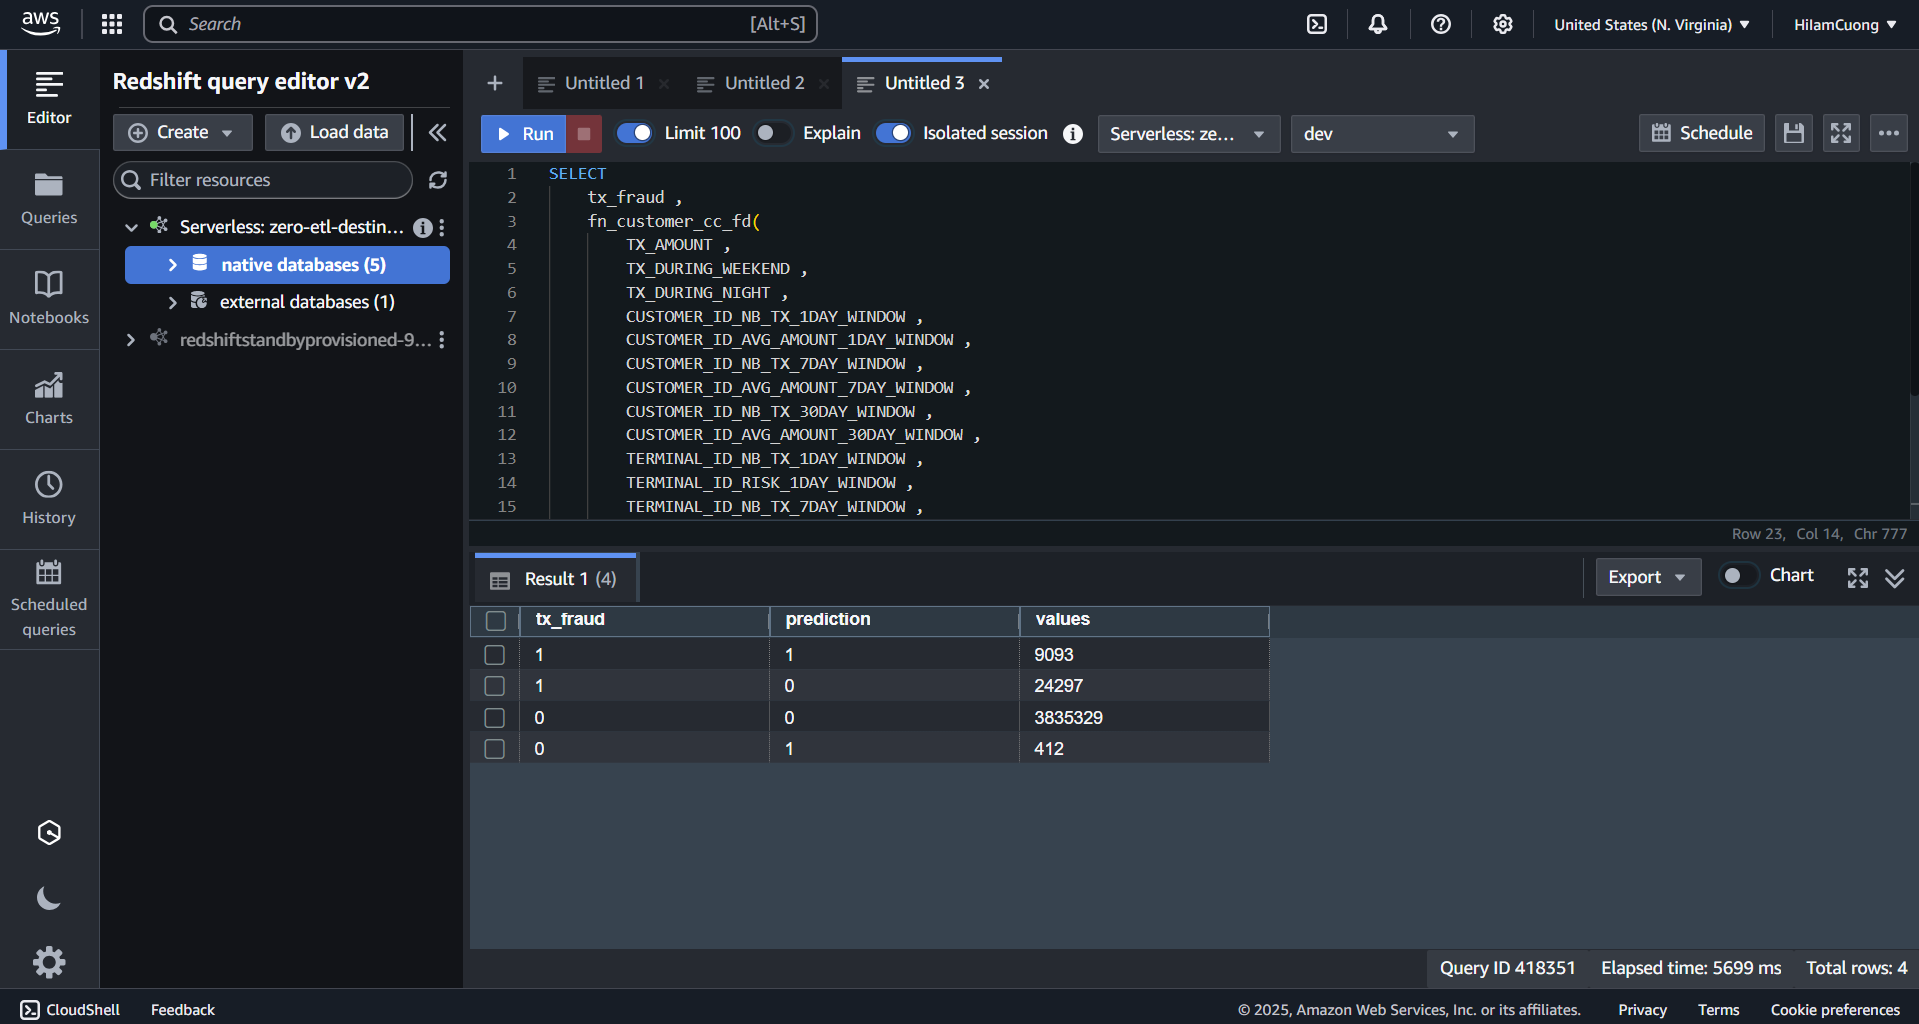 aws
Search [Alt+S]
United States (N. Virginia)
HilamCuong
Editor
Queries
Notebooks
Charts
History
Scheduled
queries
Redshift query editor v2
Create
Load data
Filter resources
Serverless: zero-etl-destin...
native databases (5)
external databases (1)
redshiftstandbyprovisioned-9...
Untitled 1
Untitled 2
Untitled 3
Run
Limit 100
Explain
Isolated session
Serverless: ze...
dev
Schedule
1 SELECT
2 tx_fraud ,
3 fn_customer_cc_fd(
4 TX_AMOUNT ,
5 TX_DURING_WEEKEND ,
6 TX_DURING_NIGHT ,
7 CUSTOMER_ID_NB_TX_1DAY_WINDOW ,
8 CUSTOMER_ID_AVG_AMOUNT_1DAY_WINDOW ,
9 CUSTOMER_ID_NB_TX_7DAY_WINDOW ,
10 CUSTOMER_ID_AVG_AMOUNT_7DAY_WINDOW ,
11 CUSTOMER_ID_NB_TX_30DAY_WINDOW ,
12 CUSTOMER_ID_AVG_AMOUNT_30DAY_WINDOW ,
13 TERMINAL_ID_NB_TX_1DAY_WINDOW ,
14 TERMINAL_ID_RISK_1DAY_WINDOW ,
15 TERMINAL_ID_NB_TX_7DAY_WINDOW ,
Row 23, Col 14, Chr 777
Result 1 (4)
Export
Chart
tx_fraud prediction values
1 1 9093
1 0 24297
0 0 3835329
0 1 412
Query ID 418351 Elapsed time: 5699 ms Total rows: 4
CloudShell Feedback
© 2025, Amazon Web Services, Inc. or its affiliates. Privacy Terms Cookie preferences